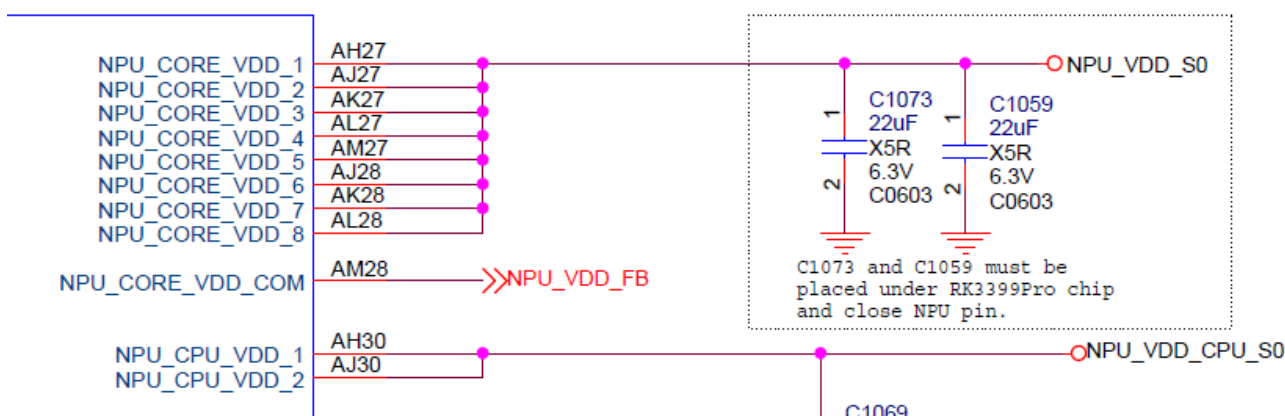 NPU_CORE_VDD_1 AH27
NPU_CORE_VDD_2 AJ27
NPU_CORE_VDD_3 AK27
NPU_CORE_VDD_4 AL27
NPU_CORE_VDD_5 AM27
NPU_CORE_VDD_6 AJ28
NPU_CORE_VDD_7 AK28
NPU_CORE_VDD_8 AL28
NPU_VDD_S0
1
C1073
22uF
X5R
6.3V
C0603
2
1
C1059
22uF
X5R
6.3V
C0603
2
C1073 and C1059 must be
placed under RK3399Pro chip
and close NPU pin.
NPU_CORE_VDD_COM AM28 NPU_VDD_FB
NPU_CPU_VDD_1 AH30 NPU_VDD_CPU_S0
NPU_CPU_VDD_2 AJ30
C1069